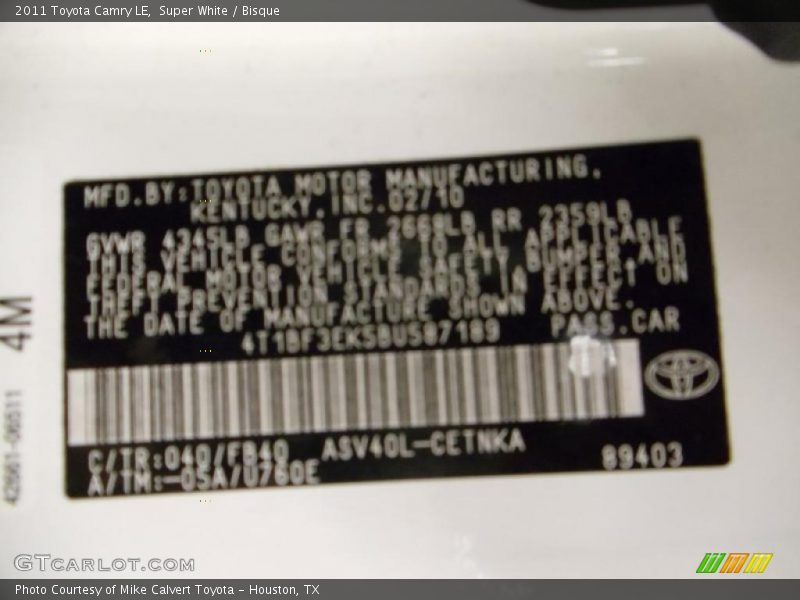 2011 Toyota Camry LE,  Super White / Bisque
MFD.BY:TOYOTA MOTOR MANUFACTURING,
KENTUCKY,INC.02/10
GVWR 4345LB GAWR FR 2668LB RR 2359LB
THIS VEHICLE CONFORMS TO ALL APPLICABLE
FEDERAL MOTOR VEHICLE SAFETY BUMPER,AND
THEFT PREVENTION STANDARDS IN EFFECT ON
THE DATE OF MANUFACTURE SHOWN ABOVE.
4T1BF3EK5BU587189 PASS.CAR
C/TR:040/FB40 ASV40L-CETNKA
A/TM:-05A/U760E 89403
4M
42661-06511
GTCARLOT.COM
Photo Courtesy of Mike Calvert Toyota - Houston, TX